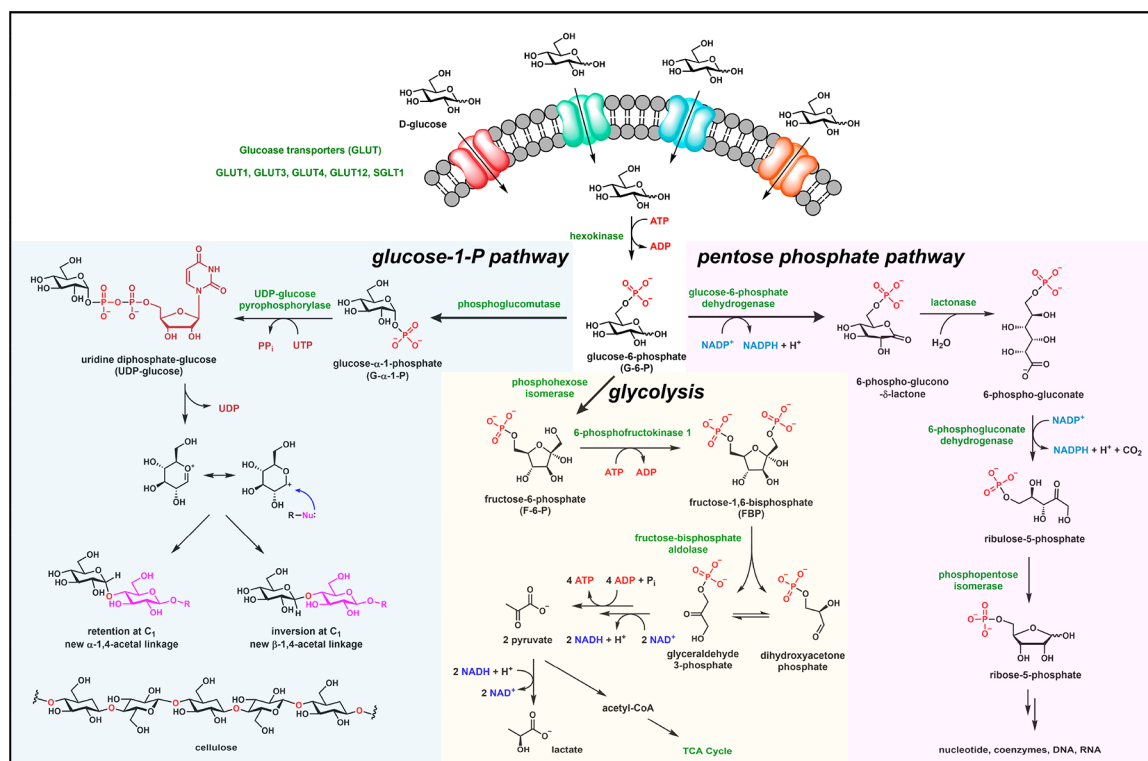 D-glucose
Glucoase transporters (GLUT)
GLUT1, GLUT3, GLUT4, GLUT12, SGLT1
hexokinase
ATP
ADP
glucose-1-P pathway
pentose phosphate pathway
UDP-glucose
pyrophosphorylase
PPi
UTP
uridine diphosphate-glucose
(UDP-glucose)
phosphoglucomutase
glucose-α-1-phosphate
(G-α-1-P)
glucose-6-phosphate
(G-6-P)
glucose-6-phosphate
dehydrogenase
NADP+
NADPH + H+
lactonase
H2O
6-phospho-glucono
-δ-lactone
6-phospho-gluconate
UDP
R-Nu:
retention at C1
new α-1,4-acetal linkage
inversion at C1
new β-1,4-acetal linkage
cellulose
phosphohexose
isomerase
glycolysis
6-phosphofructokinase 1
ATP
ADP
fructose-6-phosphate
(F-6-P)
fructose-1,6-bisphosphate
(FBP)
fructose-bisphosphate
aldolase
4 ATP
4 ADP + Pi
2 pyruvate
2 NADH + H+
2 NAD+
glyceraldehyde
3-phosphate
dihydroxyacetone
phosphate
2 NADH + H+
2 NAD+
lactate
acetyl-CoA
TCA Cycle
6-phosphogluconate
dehydrogenase
NADP+
NADPH + H+ + CO2
ribulose-5-phosphate
phosphopentose
isomerase
ribose-5-phosphate
nucleotide, coenzymes, DNA, RNA